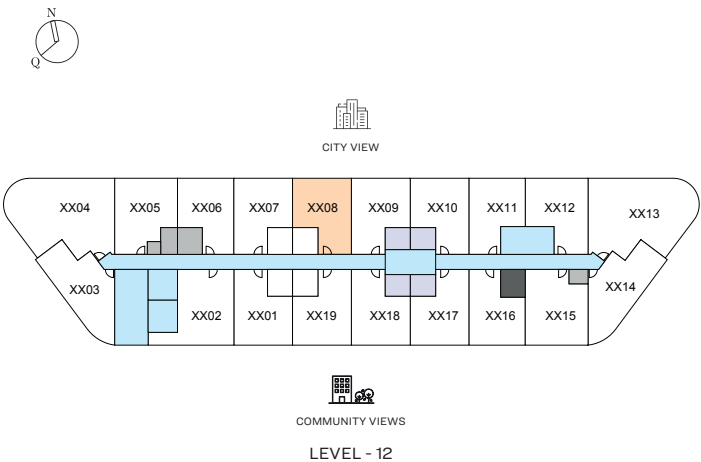 N
Q
CITY VIEW
XX04 XX05 XX06 XX07 XX08 XX09 XX10 XX11 XX12 XX13
XX03 XX14
XX02 XX01 XX19 XX18 XX17 XX16 XX15
COMMUNITY VIEWS
LEVEL - 12